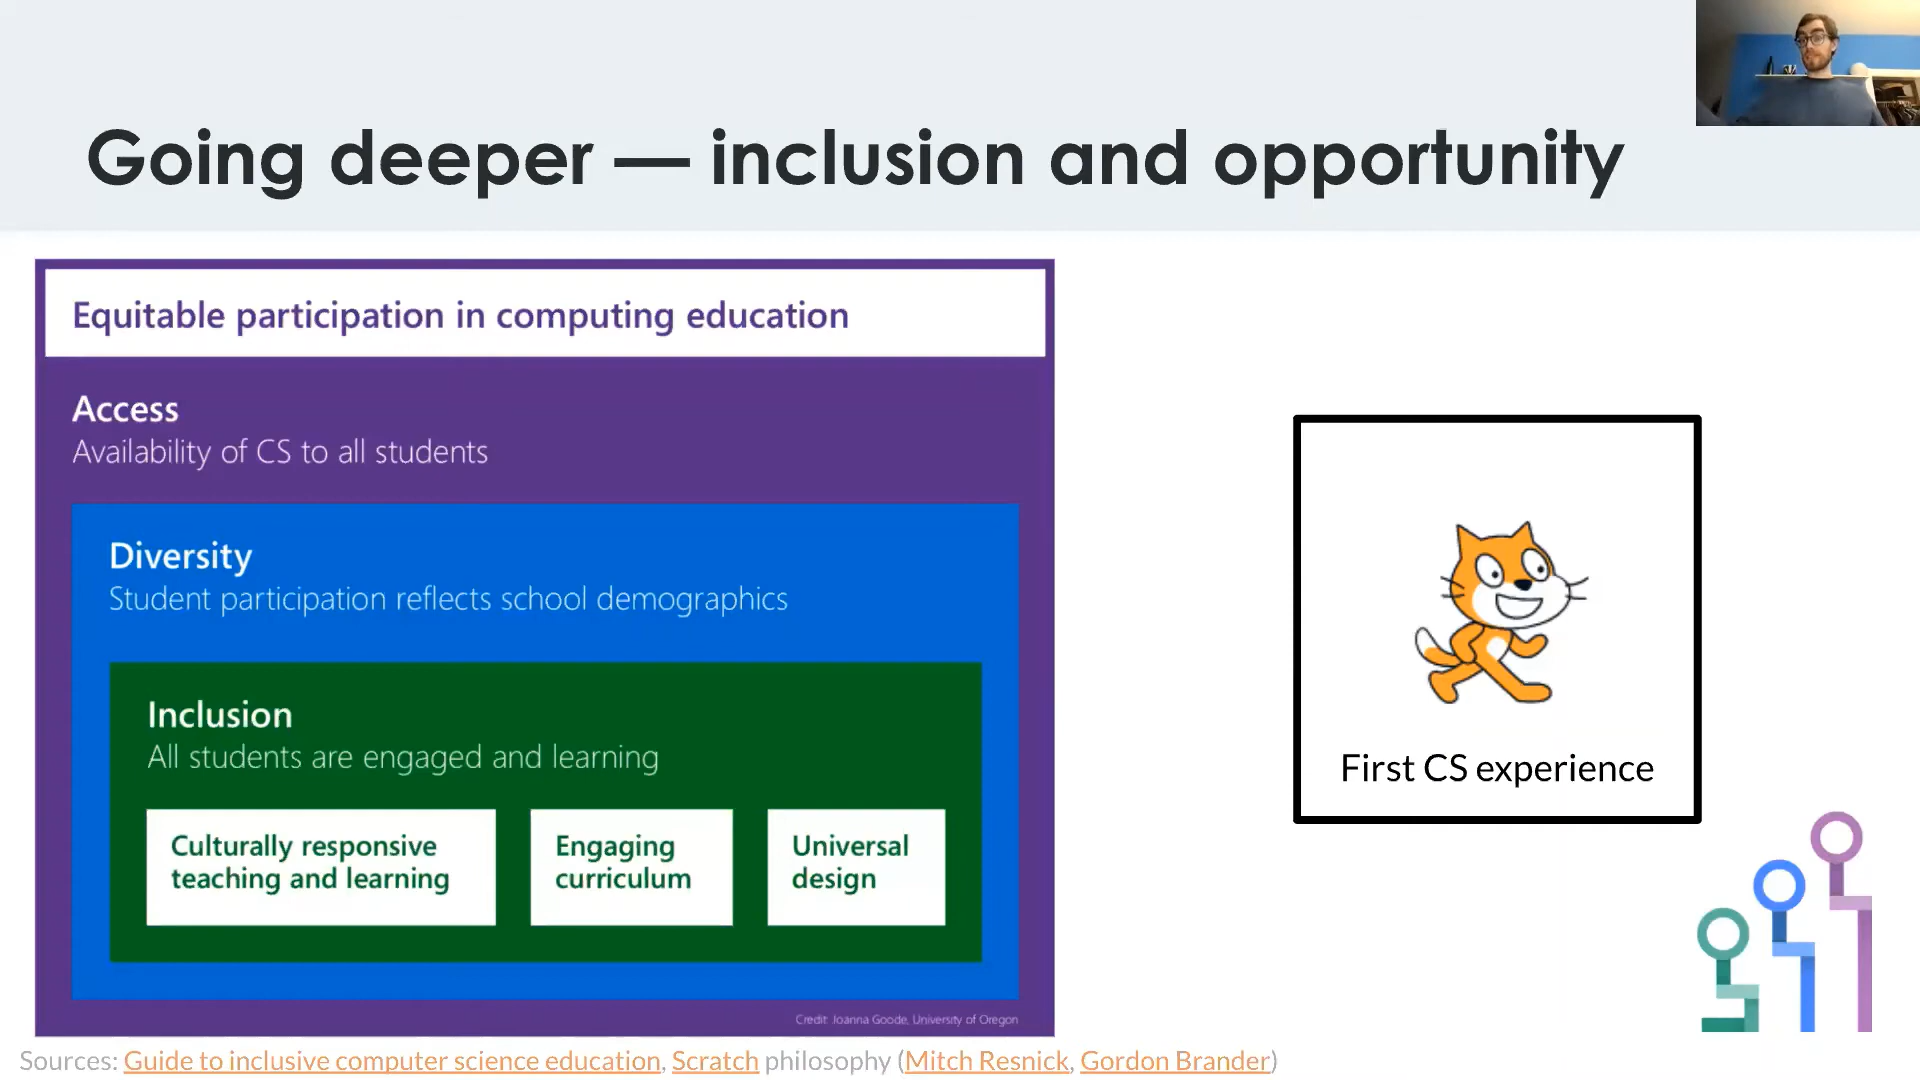 Going deeper — inclusion and opportunity
Equitable participation in computing education
Access
Availability of CS to all students
Diversity
Student participation reflects school demographics
Inclusion
All students are engaged and learning
Culturally responsive
teaching and learning
Engaging
curriculum
Universal
design
Credit: Joanna Goode, University of Oregon
First CS experience
Sources: Guide to inclusive computer science education, Scratch philosophy (Mitch Resnick, Gordon Brander)